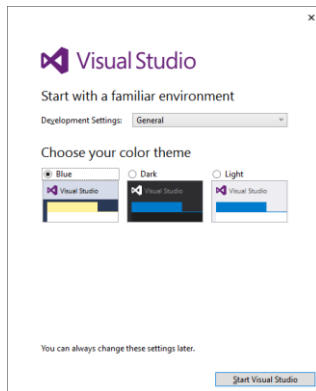 Visual Studio
Start with a familiar environment
Development Settings: General
Choose your color theme
Blue Dark Light
Visual Studio Visual Studio Visual Studio
You can always change these settings later.
Start Visual Studio